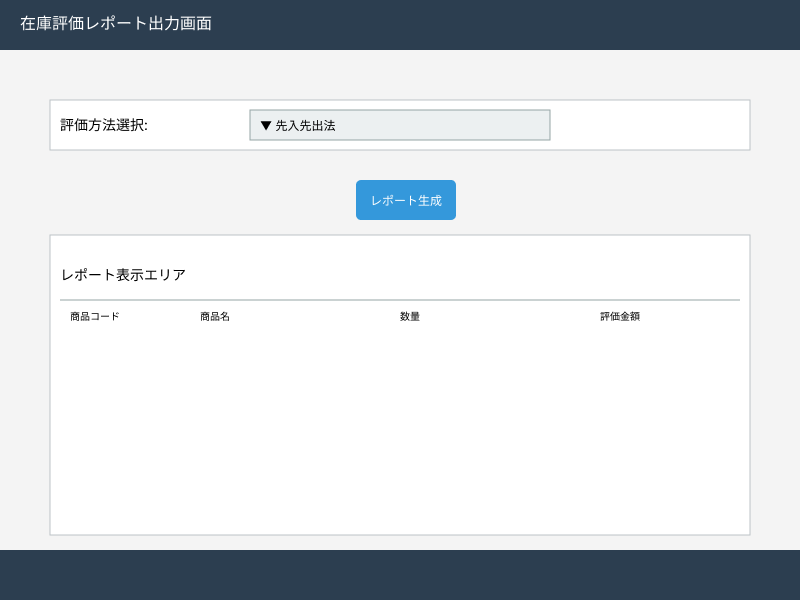 在庫評価レポート出力画面
評価方法選択:
▼ 先入先出法
レポート生成
レポート表示エリア
商品コード 商品名 数量 評価金額